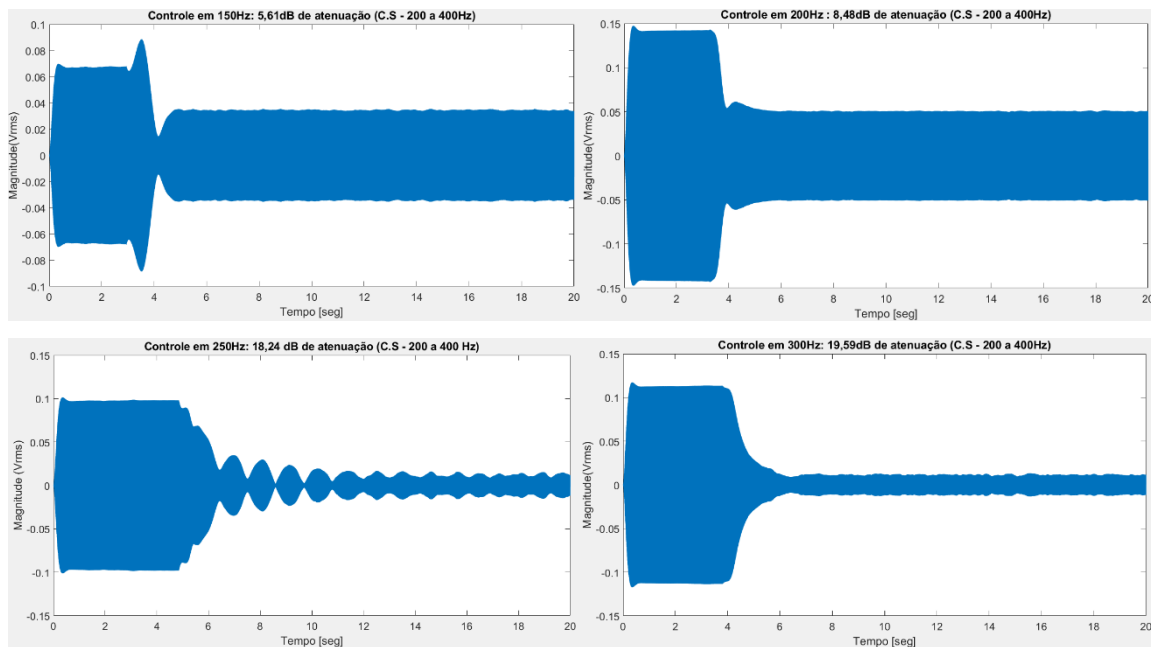 Controle em 150Hz: 5,61dB de atenuação (C.S - 200 a 400Hz)
Magnitude(Vrms)
0.1
0.08
0.06
0.04
0.02
0
-0.02
-0.04
-0.06
-0.08
-0.1
0 2 4 6 8 10 12 14 16 18 20
Tempo [seg]
Controle em 200Hz : 8,48dB de atenuação (C.S - 200 a 400Hz)
Magnitude(Vrms)
0.15
0.1
0.05
0
-0.05
-0.1
-0.15
0 2 4 6 8 10 12 14 16 18 20
Tempo [seg]
Controle em 250Hz: 18,24 dB de atenuação (C.S - 200 a 400 Hz)
Magnitude (Vrms)
0.15
0.1
0.05
0
-0.05
-0.1
-0.15
0 2 4 6 8 10 12 14 16 18 20
Tempo [seg]
Controle em 300Hz: 19,59dB de atenuação (C.S - 200 a 400Hz)
Magnitude(Vrms)
0.15
0.1
0.05
0
-0.05
-0.1
-0.15
0 2 4 6 8 10 12 14 16 18 20
Tempo [seg]